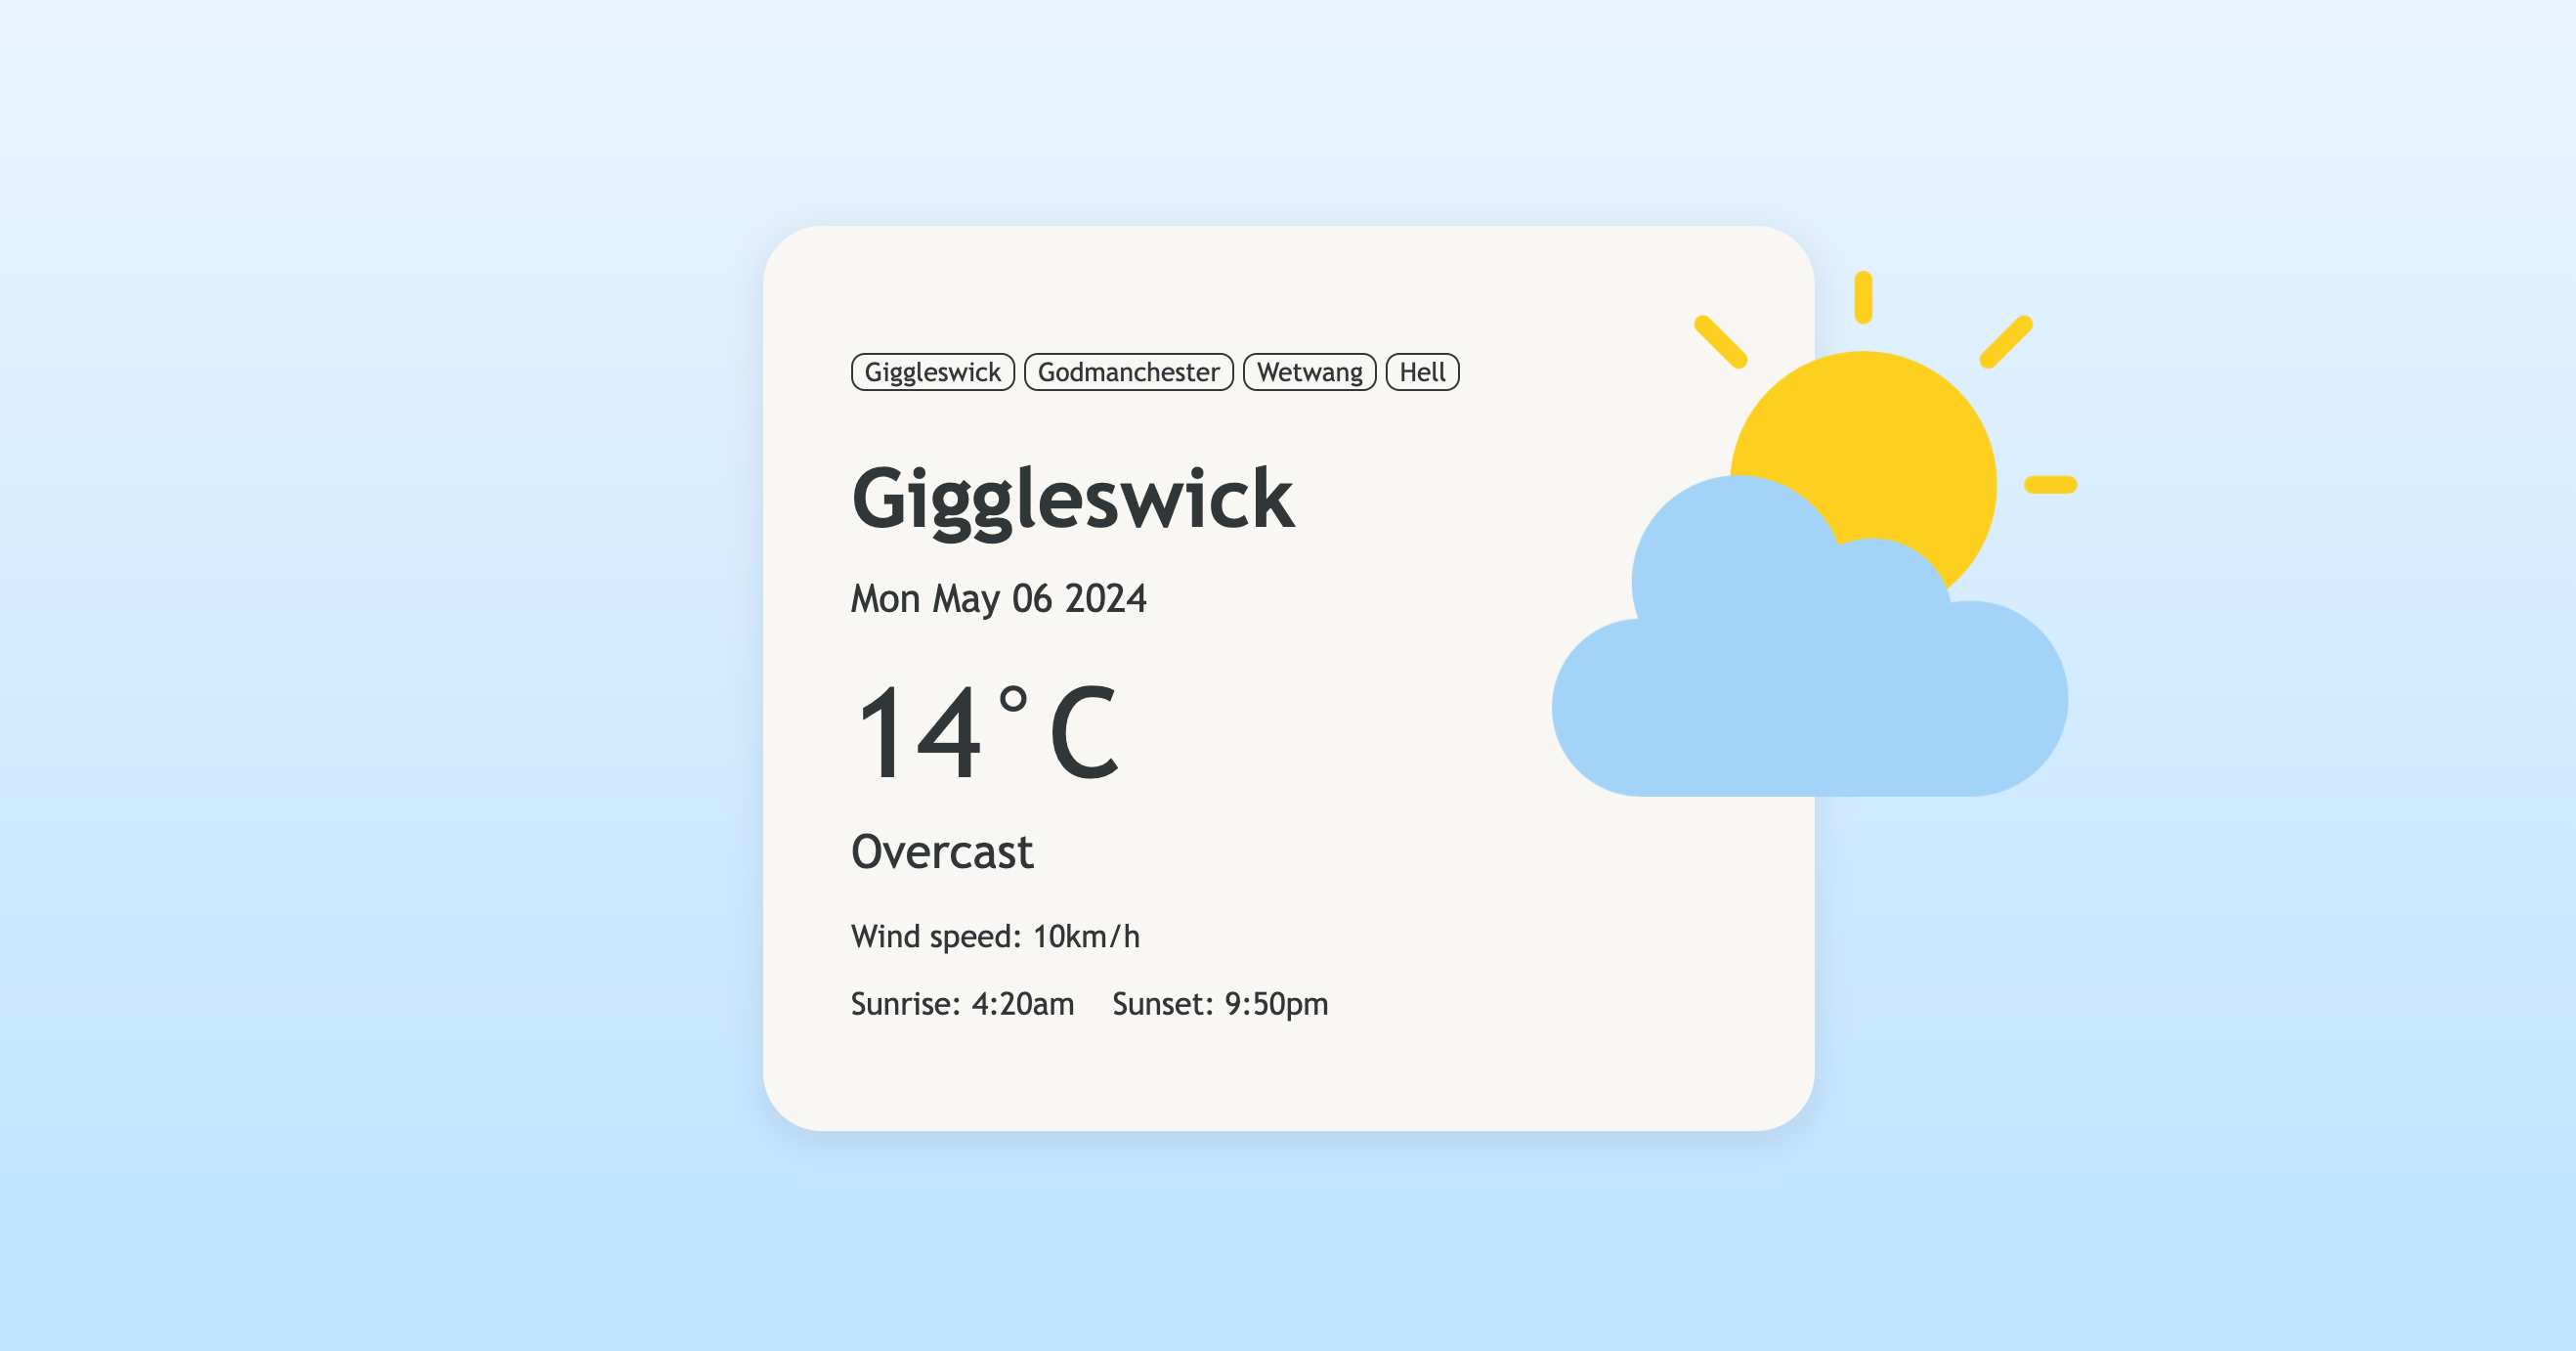 Giggleswick Godmanchester Wetwang Hell
Giggleswick
Mon May 06 2024
14°C
Overcast
Wind speed: 10km/h
Sunrise: 4:20am Sunset: 9:50pm